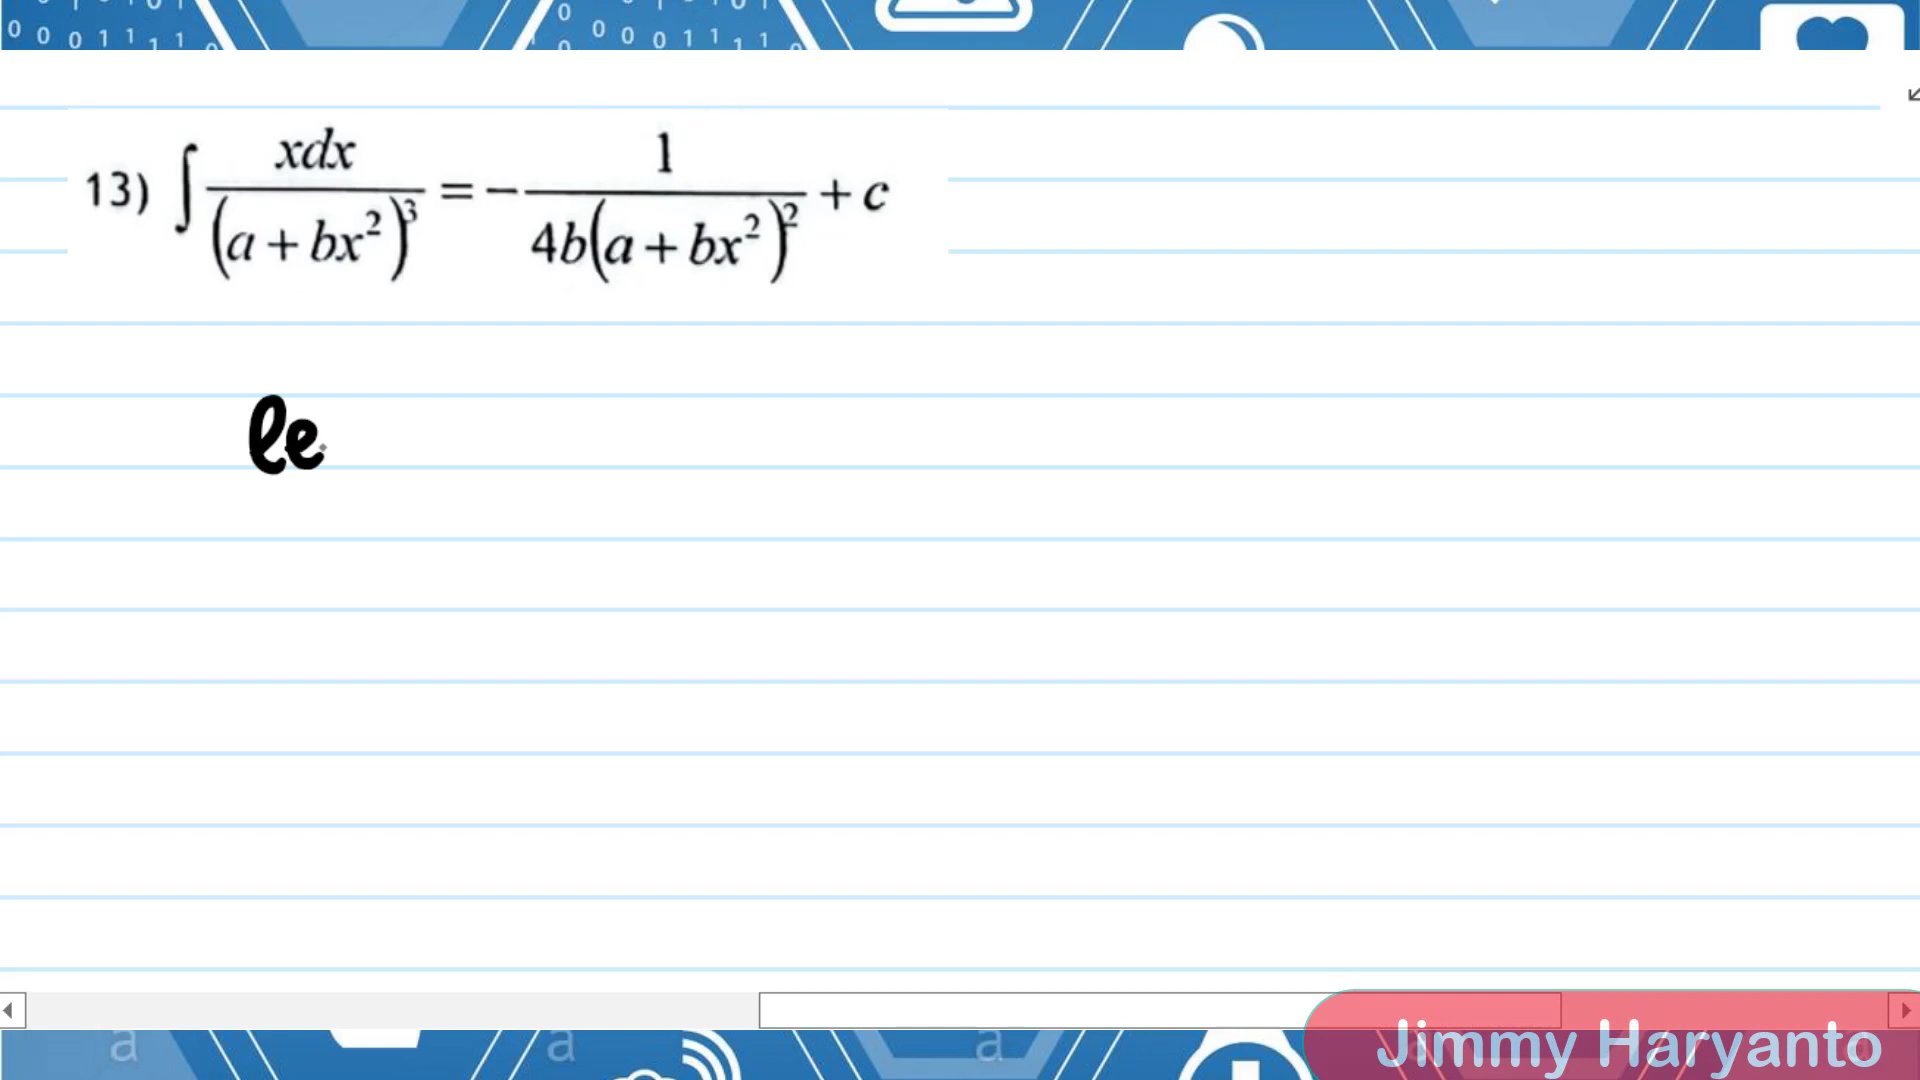 13) ∫ xdx / (a + bx²)³ = − 1 / 4b(a + bx²)² + c
le
Jimmy Haryanto